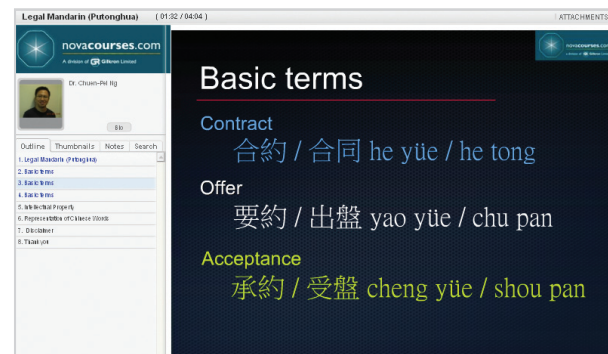 Legal Mandarin (Putonghua) ( 01:32 / 04:04 ) ATTACHMENTS
novacourses.com
A division of Limited
Dr. Chuen-Fei Ng
Bio
Outline Thumbnails Notes Search
1. Legal Mandarin (Putonghua)
2. Basic terms
3. Basic terms
4. Basic terms
5. Intellectual Property
6. Representation of Chinese Words
7. Disclaimer
8. Thank you
novacourses.com
Basic terms
Contract
合約 / 合同 he yüe / he tong
Offer
要約 / 出盤 yao yüe / chu pan
Acceptance
承約 / 受盤 cheng yüe / shou pan